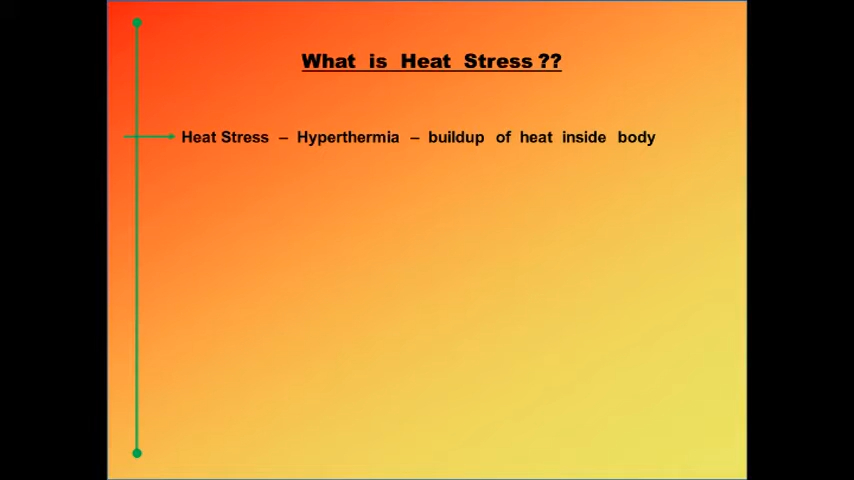 What is Heat Stress ??
Heat Stress – Hyperthermia – buildup of heat inside body